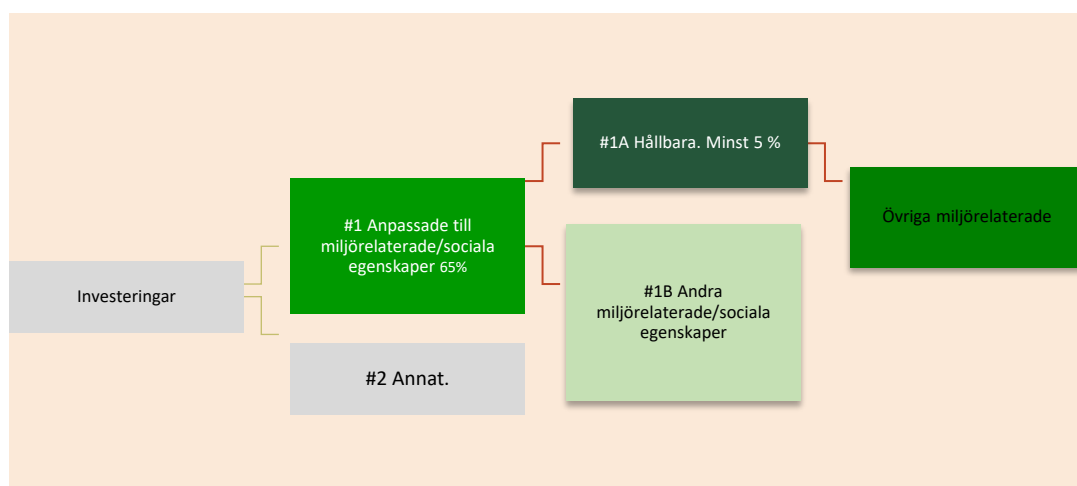 Investeringar
#1 Anpassade till
miljörelaterade/sociala
egenskaper 65%
#2 Annat.
#1A Hållbara. Minst 5 %
#1B Andra
miljörelaterade/sociala
egenskaper
Övriga miljörelaterade